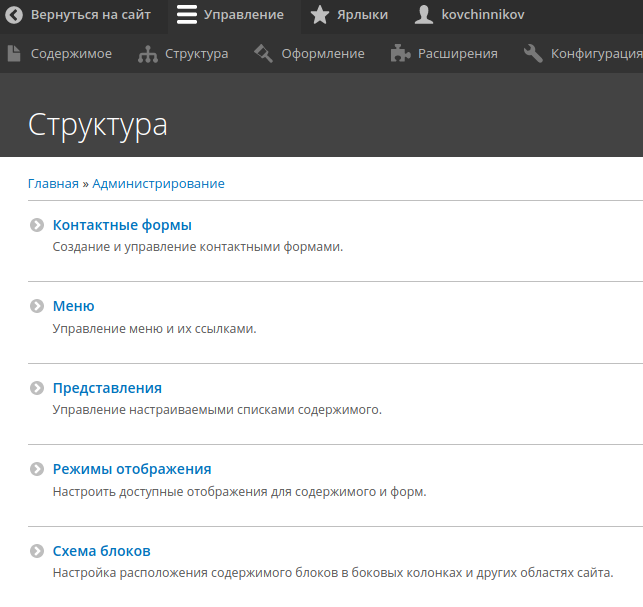 Вернуться на сайт Управление Ярлыки kovchinnikov
Содержимое Структура Оформление Расширения Конфигурация
Структура
Главная » Администрирование
Контактные формы
Создание и управление контактными формами.
Меню
Управление меню и их ссылками.
Представления
Управление настраиваемыми списками содержимого.
Режимы отображения
Настроить доступные отображения для содержимого и форм.
Схема блоков
Настройка расположения содержимого блоков в боковых колонках и других областях сайта.